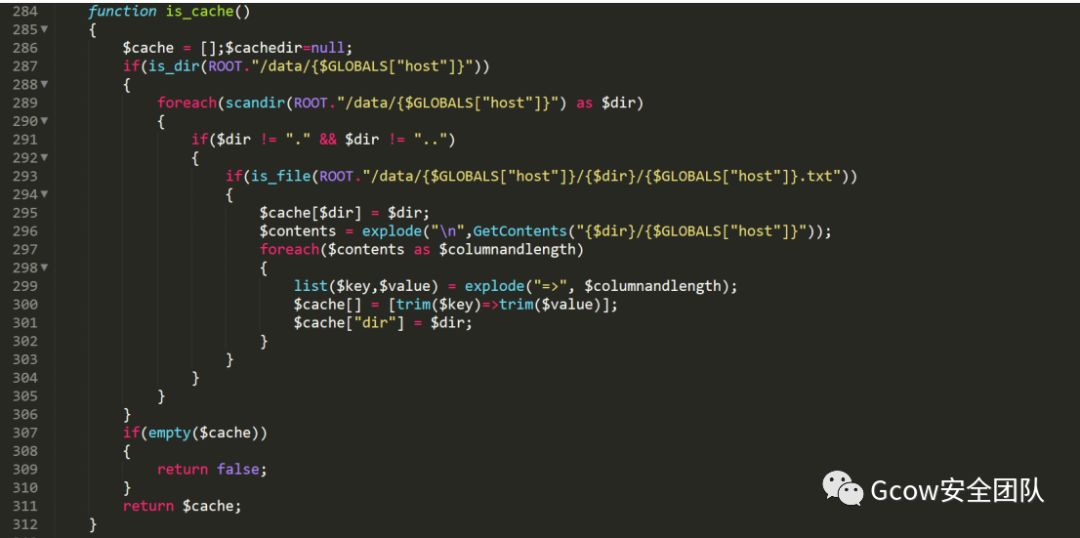 284 function is_cache()
285 {
286 $cache = [];$cachedir=null;
287 if(is_dir(ROOT."/data/{$GLOBALS["host"]}"))
288 {
289 foreach(scandir(ROOT."/data/{$GLOBALS["host"]}") as $dir)
290 {
291 if($dir != "." && $dir != "..")
292 {
293 if(is_file(ROOT."/data/{$GLOBALS["host"]}/{$dir}/{$GLOBALS["host"]}.txt"))
294 {
295 $cache[$dir] = $dir;
296 $contents = explode("\n",GetContents("{$dir}/{$GLOBALS["host"]}"));
297 foreach($contents as $columnandlength)
298 {
299 list($key,$value) = explode("=>", $columnandlength);
300 $cache[] = [trim($key)=>trim($value)];
301 $cache["dir"] = $dir;
302 }
303 }
304 }
305 }
306 }
307 if(empty($cache))
308 {
309 return false;
310 }
311 return $cache;
312 }
Gcow安全团队